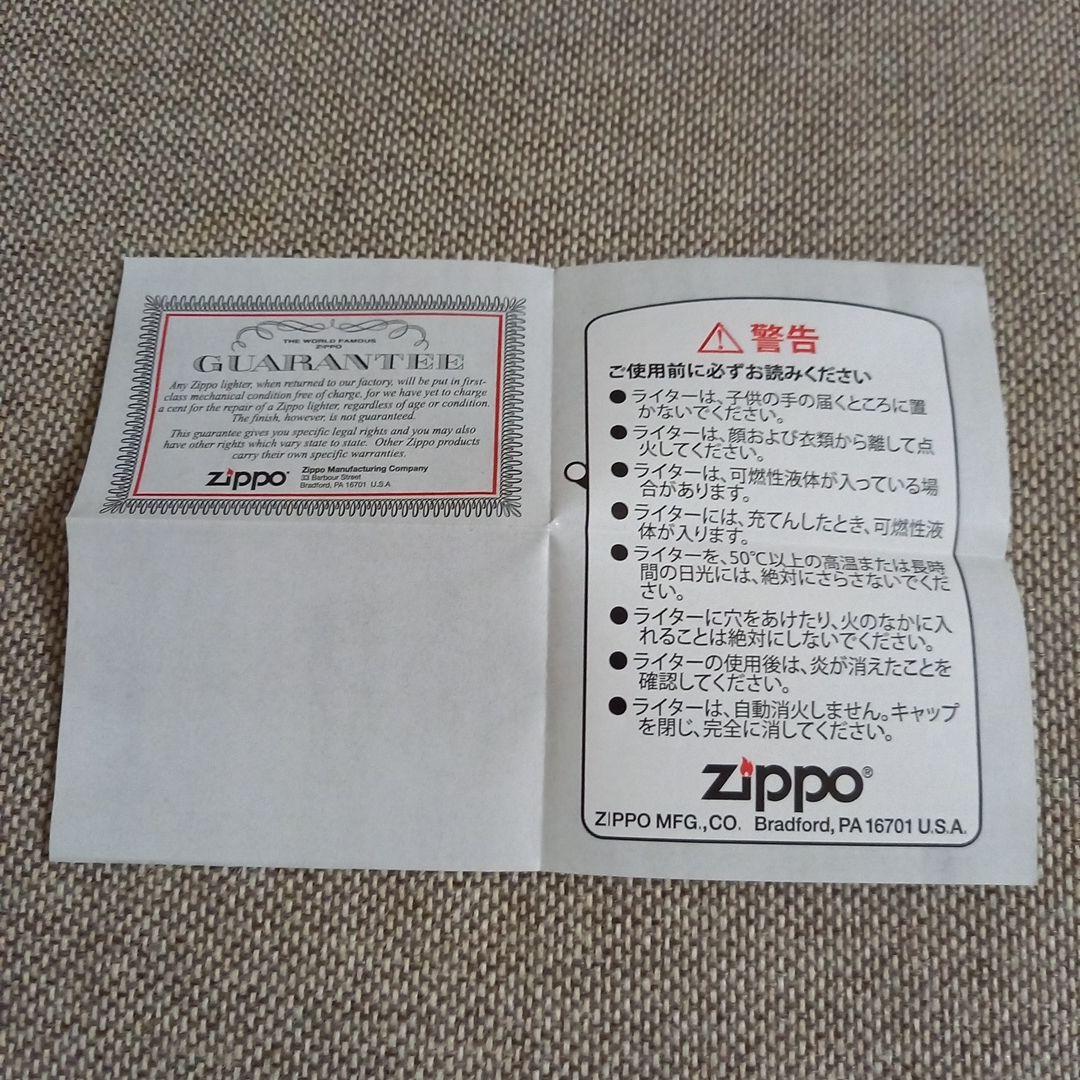 THE WORLD FAMOUS
ZIPPO
GUARANTEE
Any Zippo lighter, when returned to our factory, will be put in first-
class mechanical condition free of charge, for we have yet to charge
a cent for the repair of a Zippo lighter, regardless of age or condition.
The finish, however, is not guaranteed.
This guarantee gives you specific legal rights and you may also
have other rights which vary state to state. Other Zippo products
carry their own specific warranties.
zippo®
Zippo Manufacturing Company
33 Barbour Street
Bradford, PA 16701 U.S.A
警告
ご使用前に必ずお読みください
●ライターは、子供の手の届くところに置
かないでください。
●ライターは、顔および衣類から離して点
火してください。
●ライターは、可燃性液体が入っている場
合があります。
●ライターには、充てんしたとき、可燃性液
体が入ります。
●ライターを、50℃以上の高温または長時
間の日光には、絶対にさらさないでくだ
さい。
●ライターに穴をあけたり、火のなかに入
れることは絶対にしないでください。
●ライターの使用後は、炎が消えたことを
確認してください。
●ライターは、自動消火しません。キャップ
を閉じ、完全に消してください。
zippo®
ZIPPO MFG.,CO. Bradford, PA 16701 U.S.A.